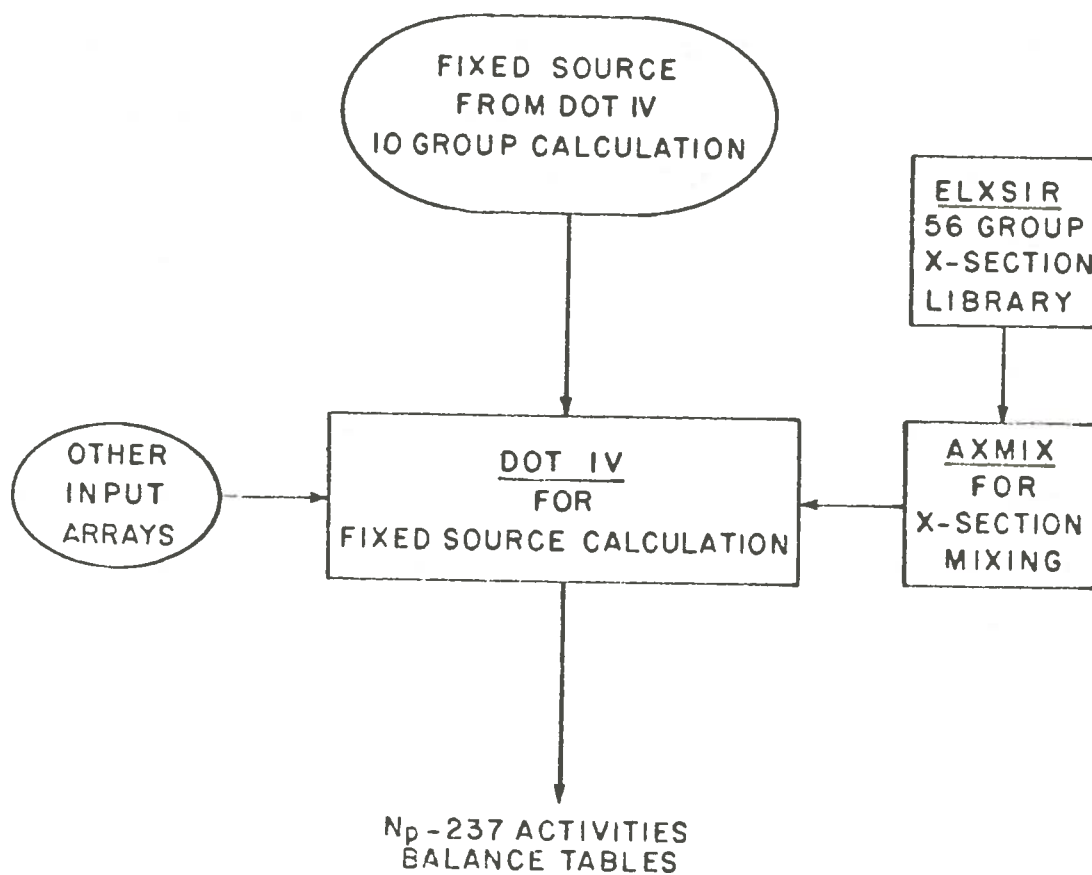 FIXED SOURCE
FROM DOT IV
10 GROUP CALCULATION
ELXSIR
56 GROUP
X-SECTION
LIBRARY
OTHER
INPUT
ARRAYS
DOT IV
FOR
FIXED SOURCE CALCULATION
AXMIX
FOR
X-SECTION
MIXING
Np-237 ACTIVITIES
BALANCE TABLES